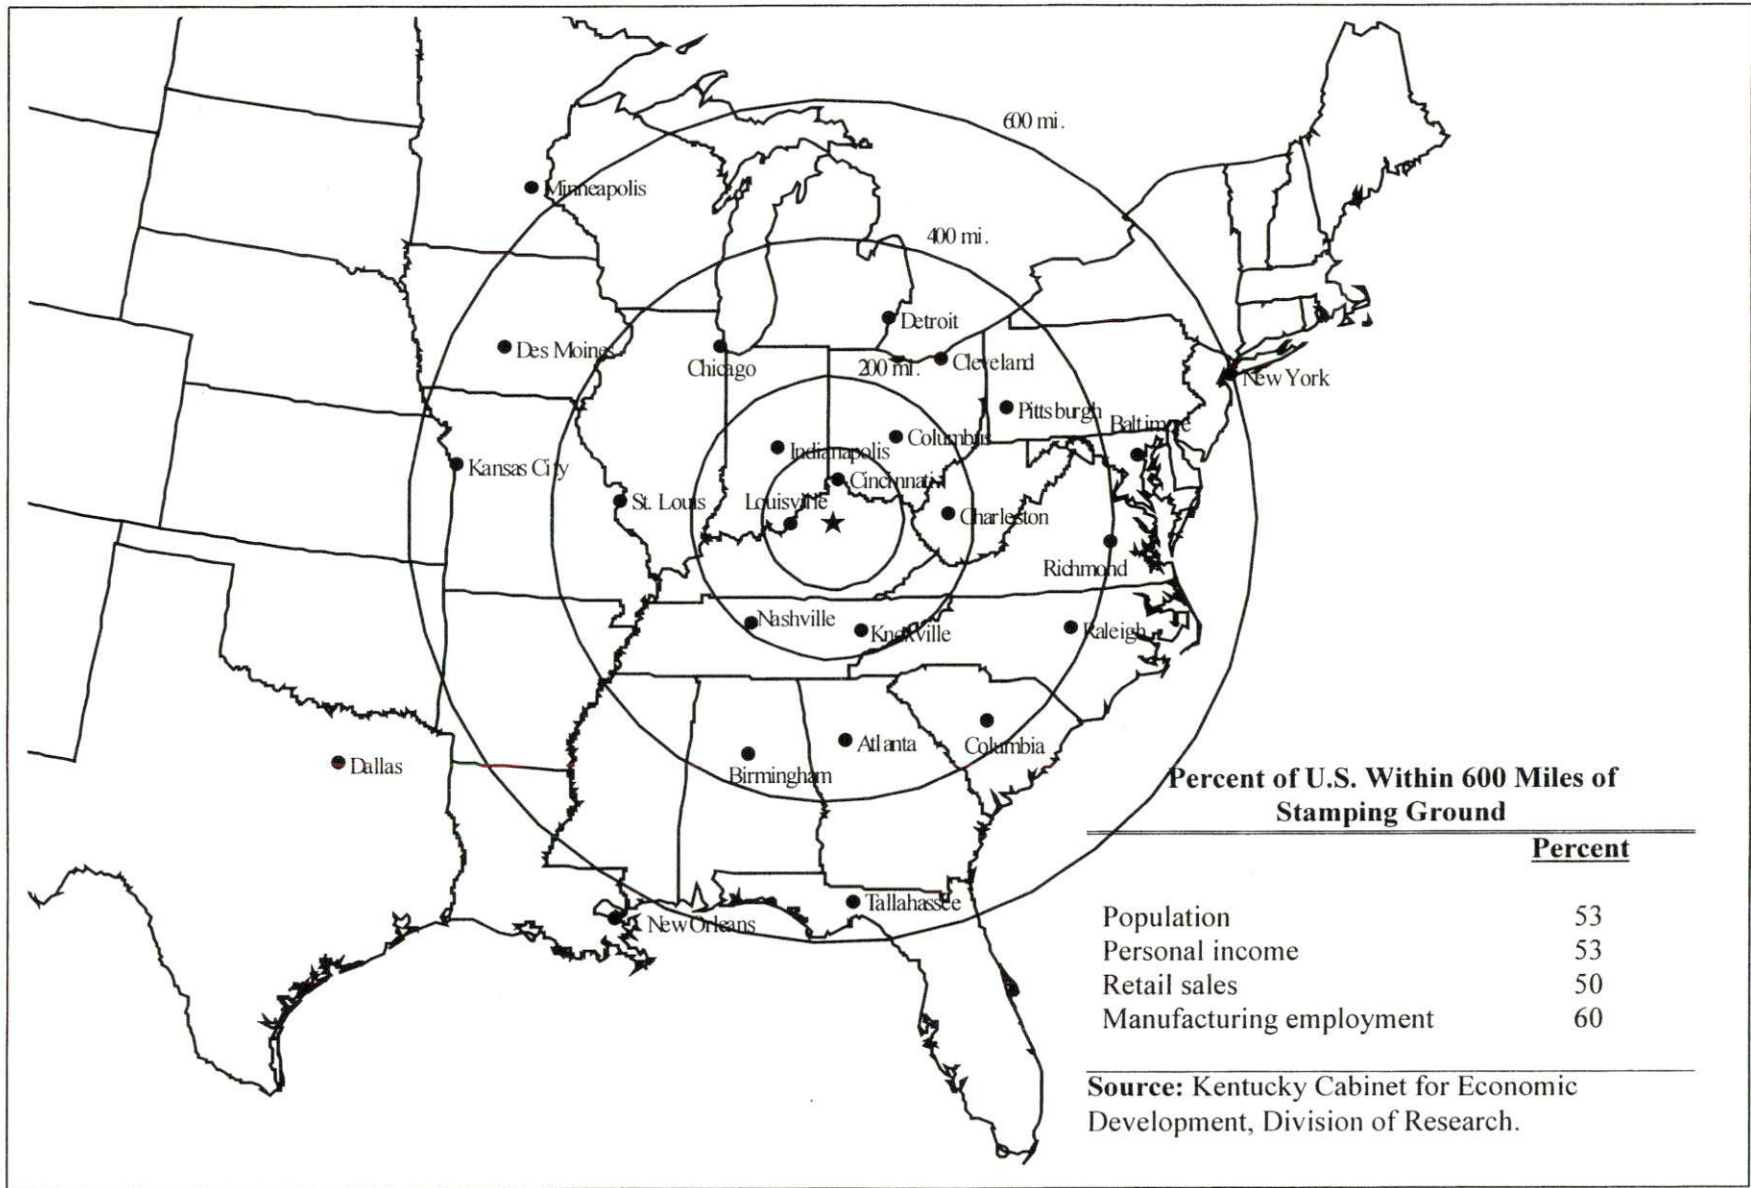 600 mi.
Minneapolis
400 mi.
Detroit
Des Moines
Chicago
200 mi.
Cleveland
New York
Pittsburgh
Baltimore
Columbus
Indianapolis
Kansas City
Cincinnati
St. Louis
Louisville
Charleston
Richmond
Nashville
Knoxville
Raleigh
Atlanta
Columbia
Birmingham
Dallas
Tallahassee
New Orleans
Percent of U.S. Within 600 Miles of
Stamping Ground
Percent
Population 53
Personal income 53
Retail sales 50
Manufacturing employment 60
Source: Kentucky Cabinet for Economic
Development, Division of Research.